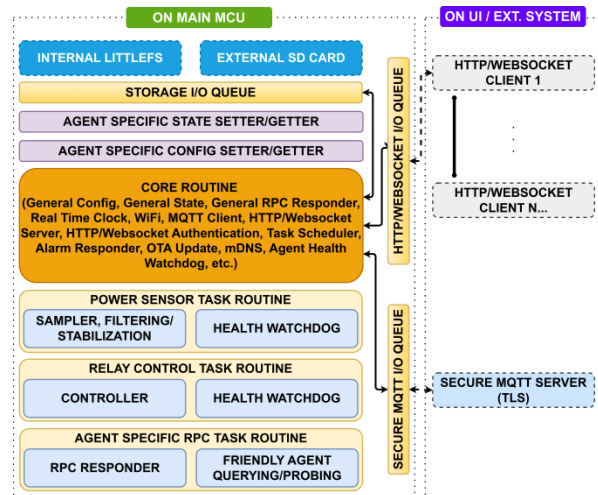 ON MAIN MCU
ON UI / EXT. SYSTEM
INTERNAL LITTLEFS
EXTERNAL SD CARD
STORAGE I/O QUEUE
AGENT SPECIFIC STATE SETTER/GETTER
AGENT SPECIFIC CONFIG SETTER/GETTER
CORE ROUTINE
(General Config, General State, General RPC Responder,
Real Time Clock, WiFi, MQTT Client, HTTP/Websocket
Server, HTTP/Websocket Authentication, Task Scheduler,
Alarm Responder, OTA Update, mDNS, Agent Health
Watchdog, etc.)
POWER SENSOR TASK ROUTINE
SAMPLER, FILTERING/
STABILIZATION
HEALTH WATCHDOG
RELAY CONTROL TASK ROUTINE
CONTROLLER
HEALTH WATCHDOG
AGENT SPECIFIC RPC TASK ROUTINE
RPC RESPONDER
FRIENDLY AGENT
QUERYING/PROBING
HTTP/WEBSOCKET I/O QUEUE
SECURE MQTT I/O QUEUE
HTTP/WEBSOCKET
CLIENT 1
HTTP/WEBSOCKET
CLIENT N...
SECURE MQTT SERVER
(TLS)